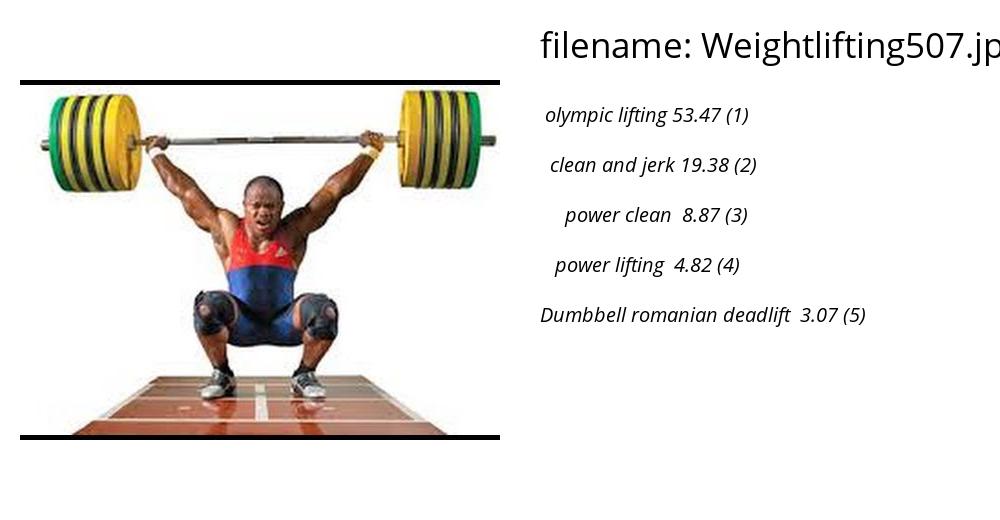 filename: Weightlifting507.jp
olympic lifting 53.47 (1)
clean and jerk 19.38 (2)
power clean 8.87 (3)
power lifting 4.82 (4)
Dumbbell romanian deadlift 3.07 (5)